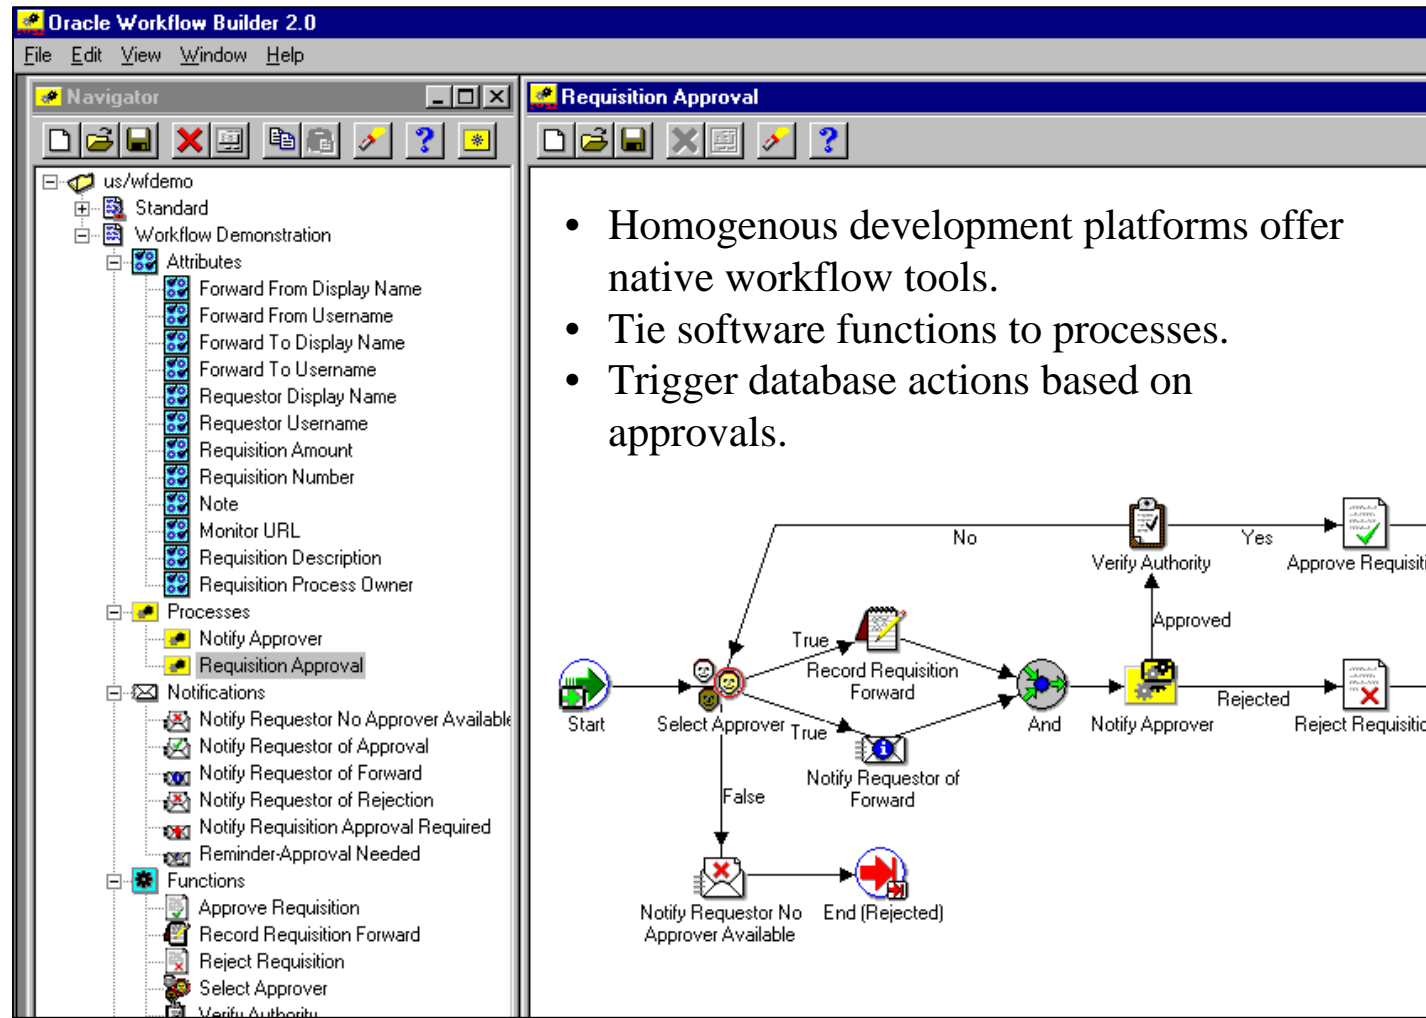 Oracle Workflow Builder 2.0
File Edit View Window Help
Navigator
us/wfdemo
Standard
Workflow Demonstration
Attributes
Forward From Display Name
Forward From Username
Forward To Display Name
Forward To Username
Requestor Display Name
Requestor Username
Requisition Amount
Requisition Number
Note
Monitor URL
Requisition Description
Requisition Process Owner
Processes
Notify Approver
Requisition Approval
Notifications
Notify Requestor No Approver Available
Notify Requestor of Approval
Notify Requestor of Forward
Notify Requestor of Rejection
Notify Requisition Approval Required
Reminder-Approval Needed
Functions
Approve Requisition
Record Requisition Forward
Reject Requisition
Select Approver
Verify Authority
Requisition Approval
• Homogenous development platforms offer
native workflow tools.
• Tie software functions to processes.
• Trigger database actions based on
approvals.
No
Verify Authority
Yes
Approve Requisiti
Approved
True
Record Requisition
Forward
Start
Select Approver
True
And
Notify Approver
Rejected
Reject Requisitio
Notify Requestor of
Forward
False
Notify Requestor No
Approver Available
End (Rejected)